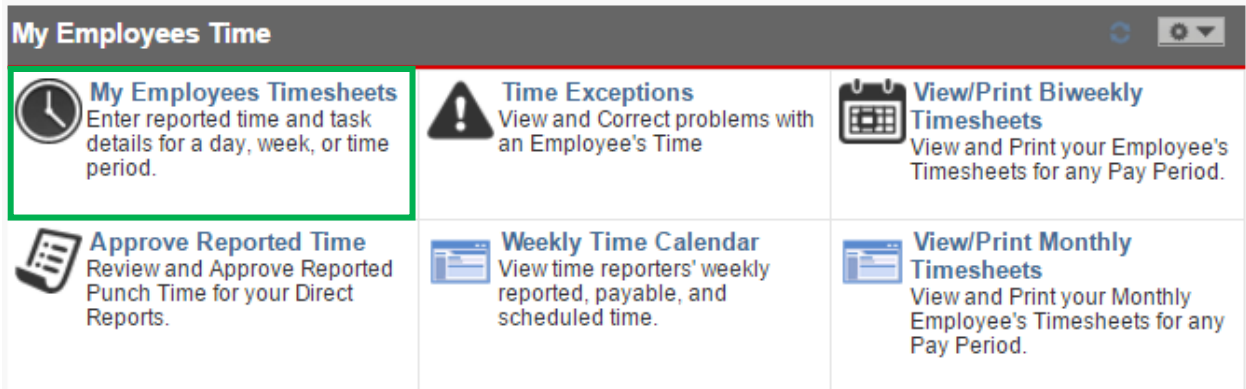 My Employees Time
My Employees Timesheets
Enter reported time and task
details for a day, week, or time
period.
Time Exceptions
View and Correct problems with
an Employee's Time
View/Print Biweekly
Timesheets
View and Print your Employee's
Timesheets for any Pay Period.
Approve Reported Time
Review and Approve Reported
Punch Time for your Direct
Reports.
Weekly Time Calendar
View time reporters' weekly
reported, payable, and
scheduled time.
View/Print Monthly
Timesheets
View and Print your Monthly
Employee's Timesheets for any
Pay Period.